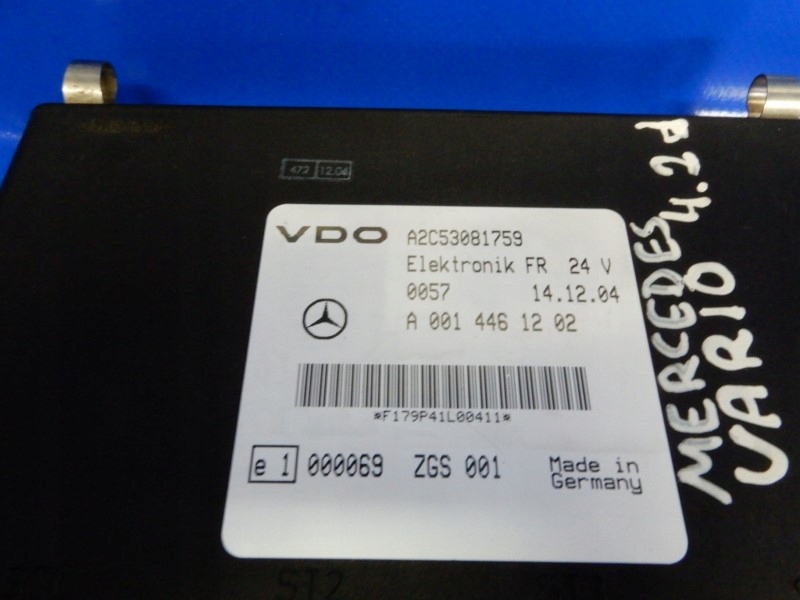 472 12.04
VDO A2C53081759
Elektronik FR 24 V
0057 14.12.04
A 001 446 12 02
*F179P41L00411*
e 1 000069 ZGS 001
Made in
Germany
MERCEDES
VARIO 4.2d
ST2